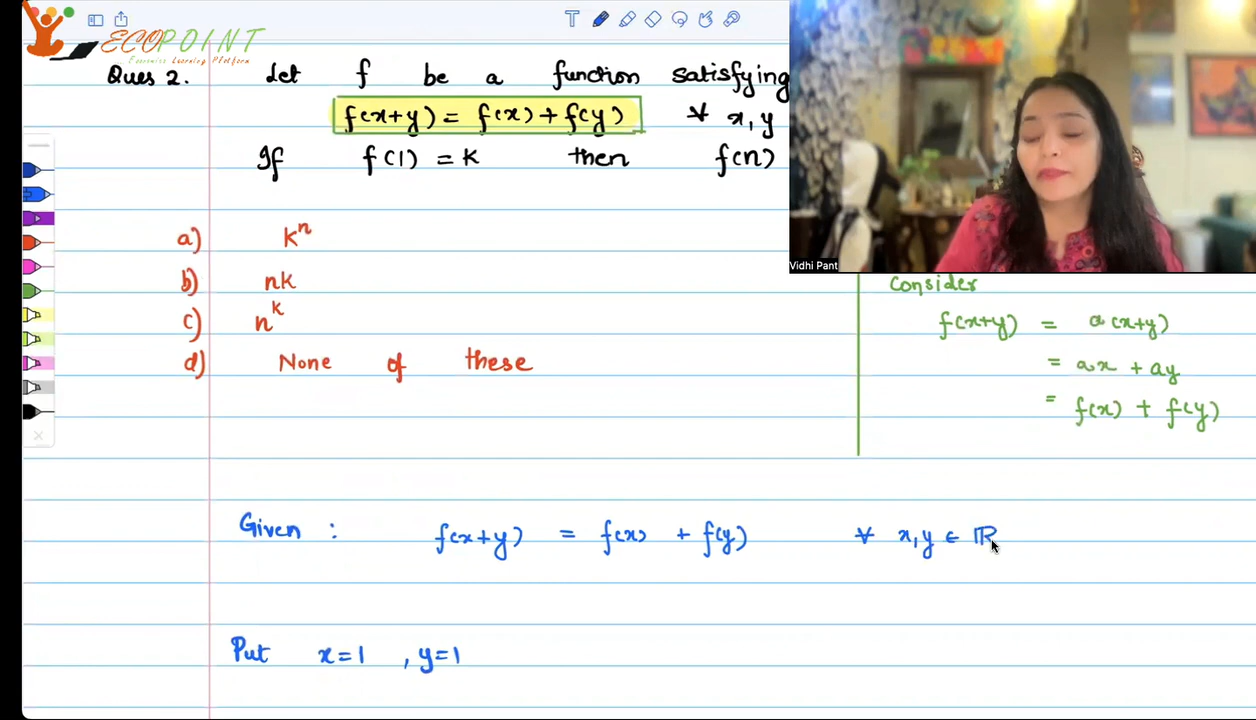 ECOPOINT
Economics Learning Platform
Ques 2. Let f be a function satisfying
f(x+y) = f(x) + f(y) ∀ x, y
If f(1) = K then f(n)
a) K^n
b) nK
c) n^K
d) None of these
Vidhi Pant
Consider
f(x+y) = a(x+y)
= ax + ay
= f(x) + f(y)
Given : f(x+y) = f(x) + f(y) ∀ x, y ∈ ℝ
Put x=1 , y=1